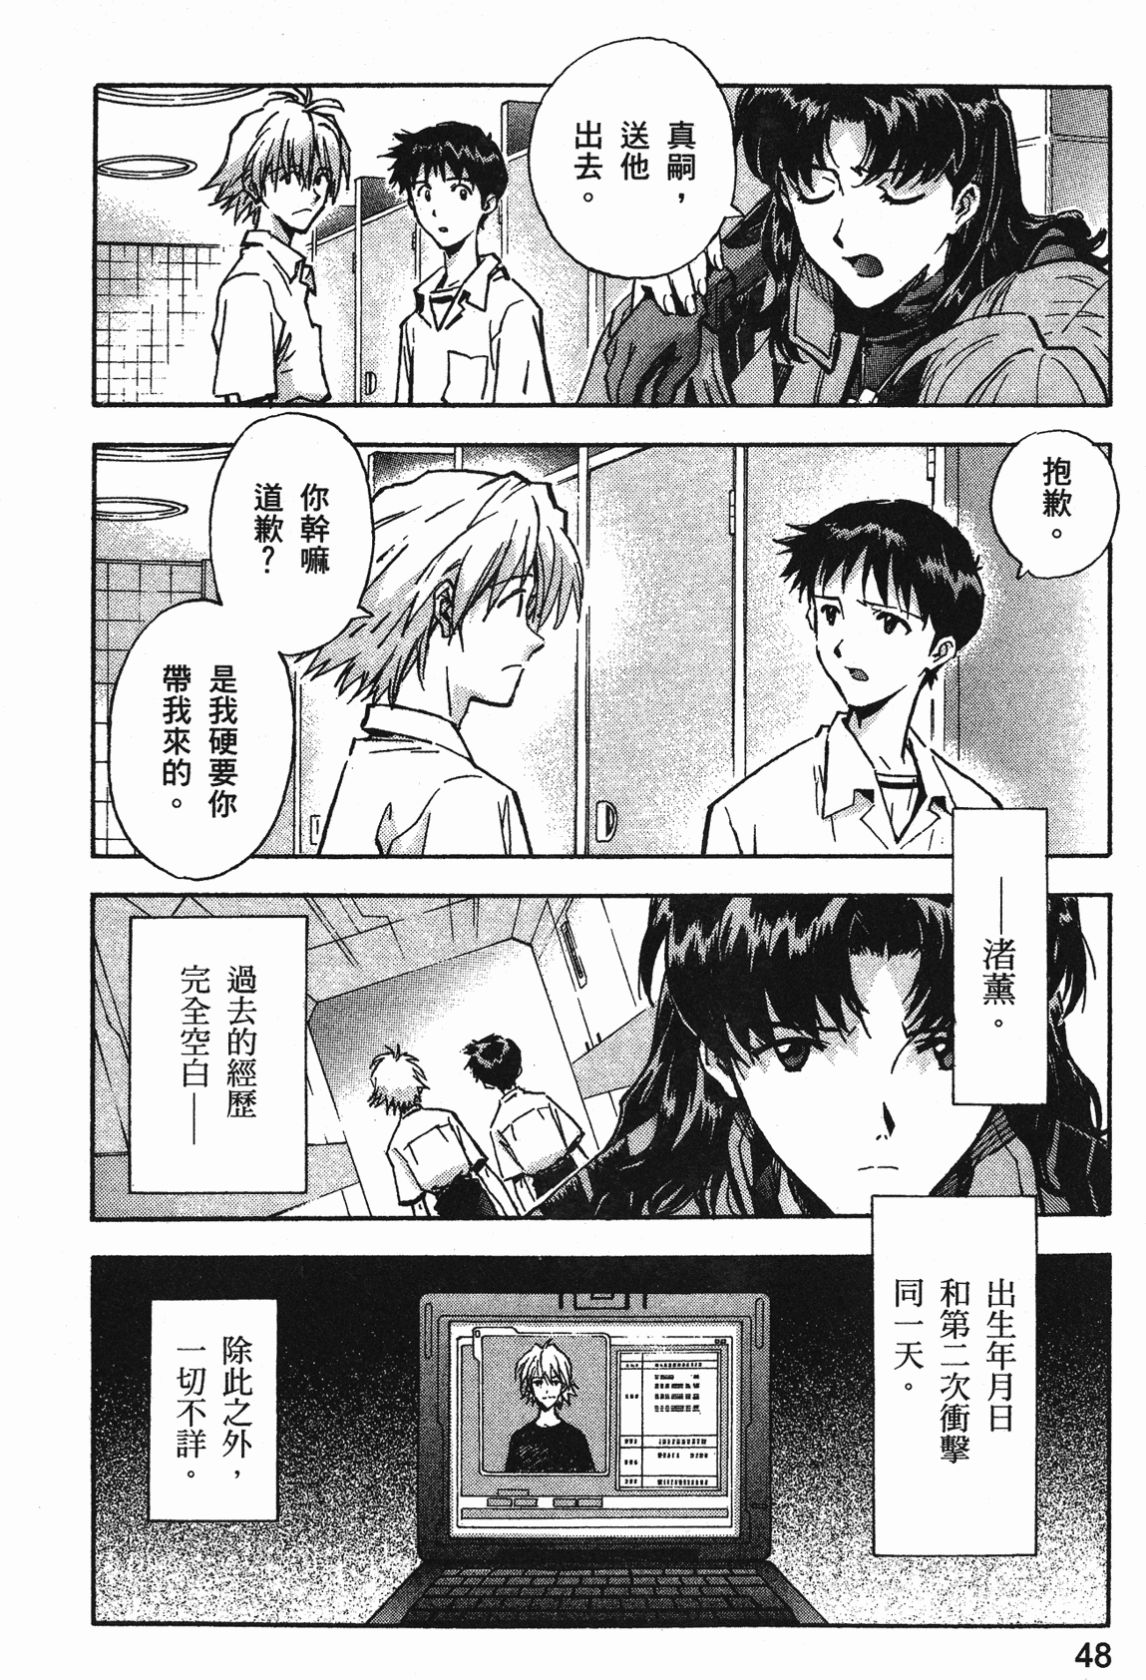 真嗣，
送他
出去。
抱歉。
你幹嘛
道歉？
是我硬要你
帶我來的。
——渚薰。
過去的經歷
完全空白——
出生年月日
和第二次衝擊
同一天。
除此之外，
一切不詳。
48